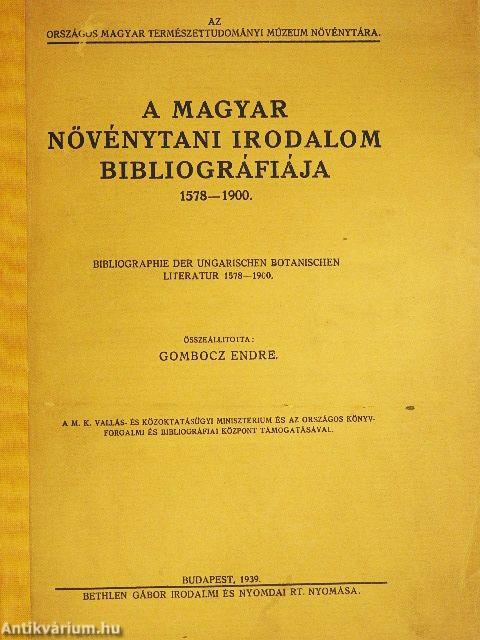 AZ
ORSZÁGOS MAGYAR TERMÉSZETTUDOMÁNYI MÚZEUM NÖVÉNYTÁRA.
A MAGYAR
NÖVÉNYTANI IRODALOM
BIBLIOGRÁFIÁJA
1578—1900.
BIBLIOGRAPHIE DER UNGARISCHEN BOTANISCHEN
LITERATUR 1578—1900.
ÖSSZEÁLLÍTOTTA:
GOMBOCZ ENDRE.
A M. K. VALLÁS- ÉS KÖZOKTATÁSÜGYI MINISZTERIUM ÉS AZ ORSZÁGOS KÖNYV-
FORGALMI ÉS BIBLIOGRÁFIAI KÖZPONT TÁMOGATÁSÁVAL.
BUDAPEST, 1939.
BETHLEN GÁBOR IRODALMI ÉS NYOMDAI RT. NYOMÁSA.
Antikvárium.hu